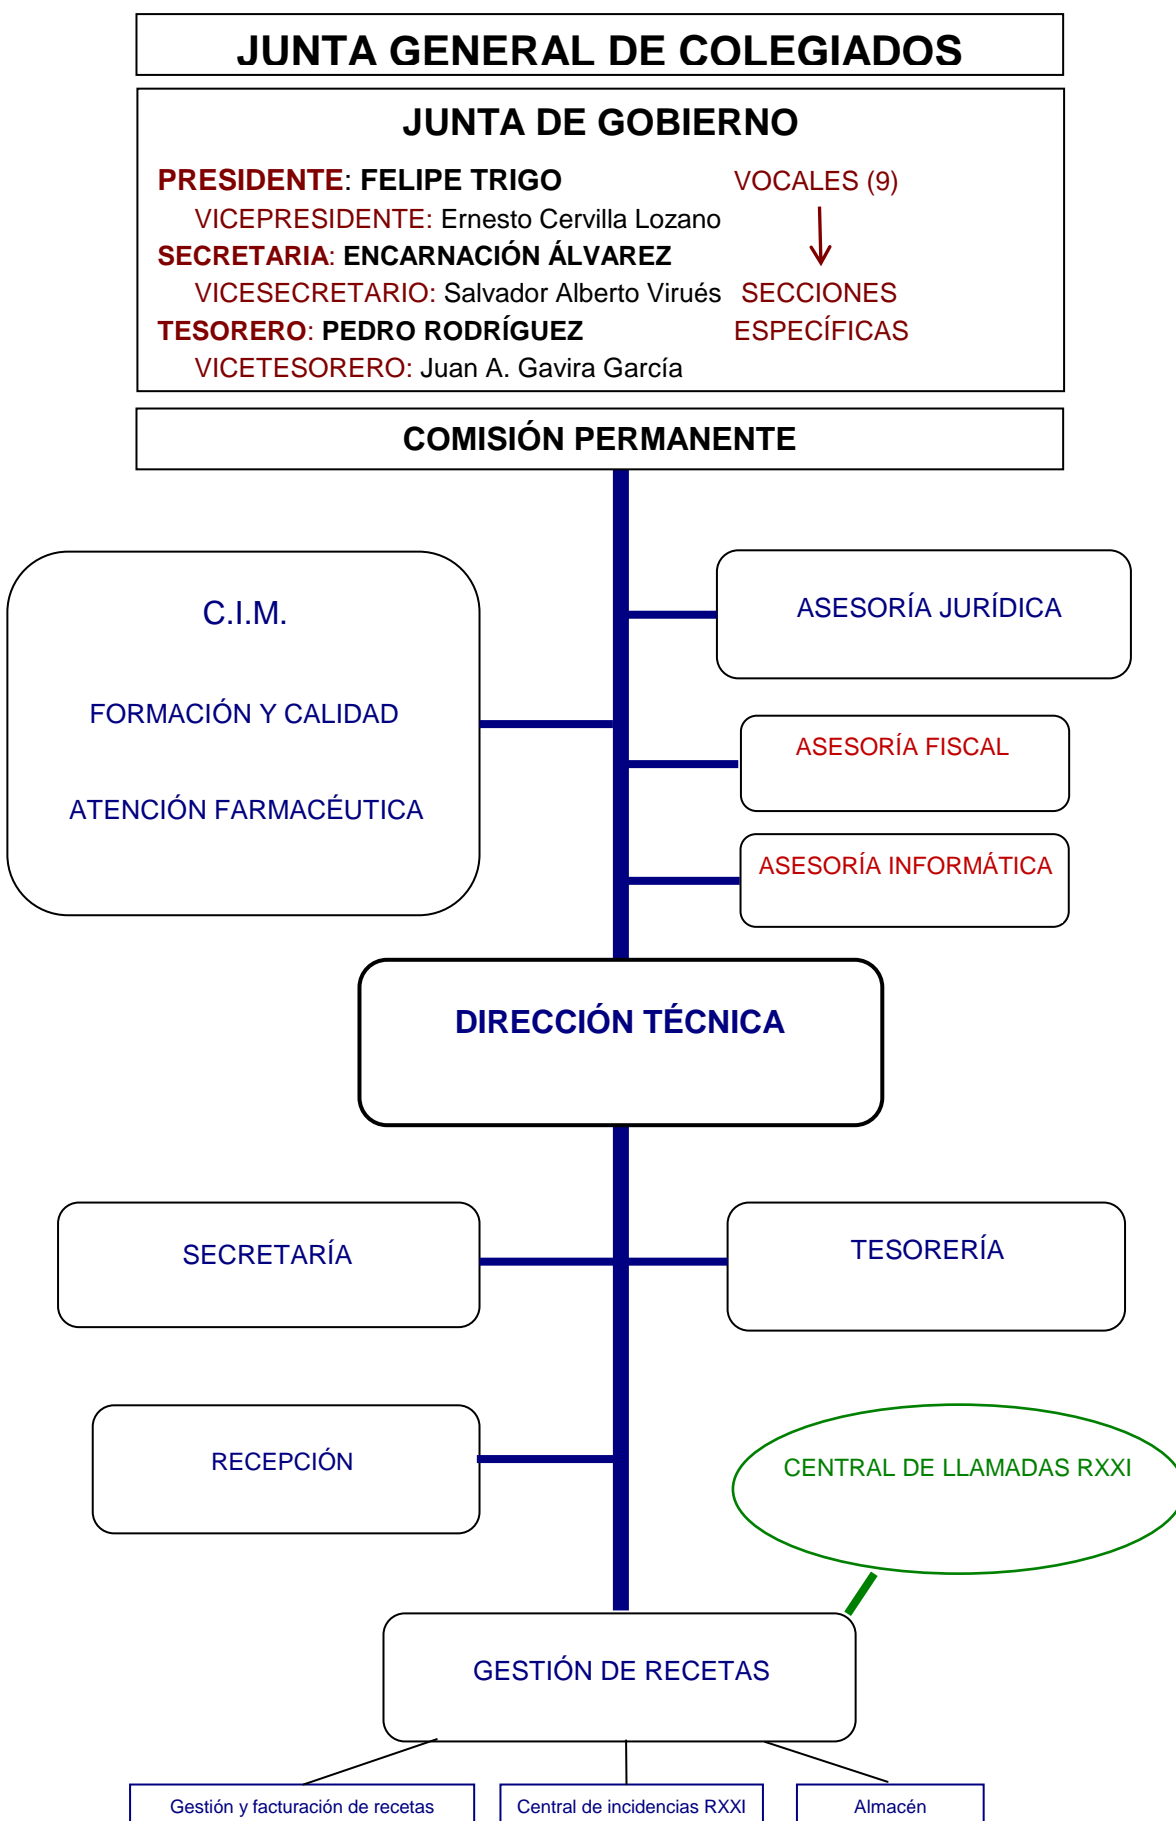 JUNTA GENERAL DE COLEGIADOS
JUNTA DE GOBIERNO
PRESIDENTE: FELIPE TRIGO
VICEPRESIDENTE: Ernesto Cervilla Lozano
SECRETARIA: ENCARNACIÓN ÁLVAREZ
VICESECRETARIO: Salvador Alberto Virués
TESORERO: PEDRO RODRÍGUEZ
VICETESORERO: Juan A. Gavira García
VOCALES (9)
SECCIONES
ESPECÍFICAS
COMISIÓN PERMANENTE
C.I.M.
FORMACIÓN Y CALIDAD
ATENCIÓN FARMACÉUTICA
ASESORÍA JURÍDICA
ASESORÍA FISCAL
ASESORÍA INFORMÁTICA
DIRECCIÓN TÉCNICA
SECRETARÍA
TESORERÍA
RECEPCIÓN
CENTRAL DE LLAMADAS RXXI
GESTIÓN DE RECETAS
Gestión y facturación de recetas
Central de incidencias RXXI
Almacén